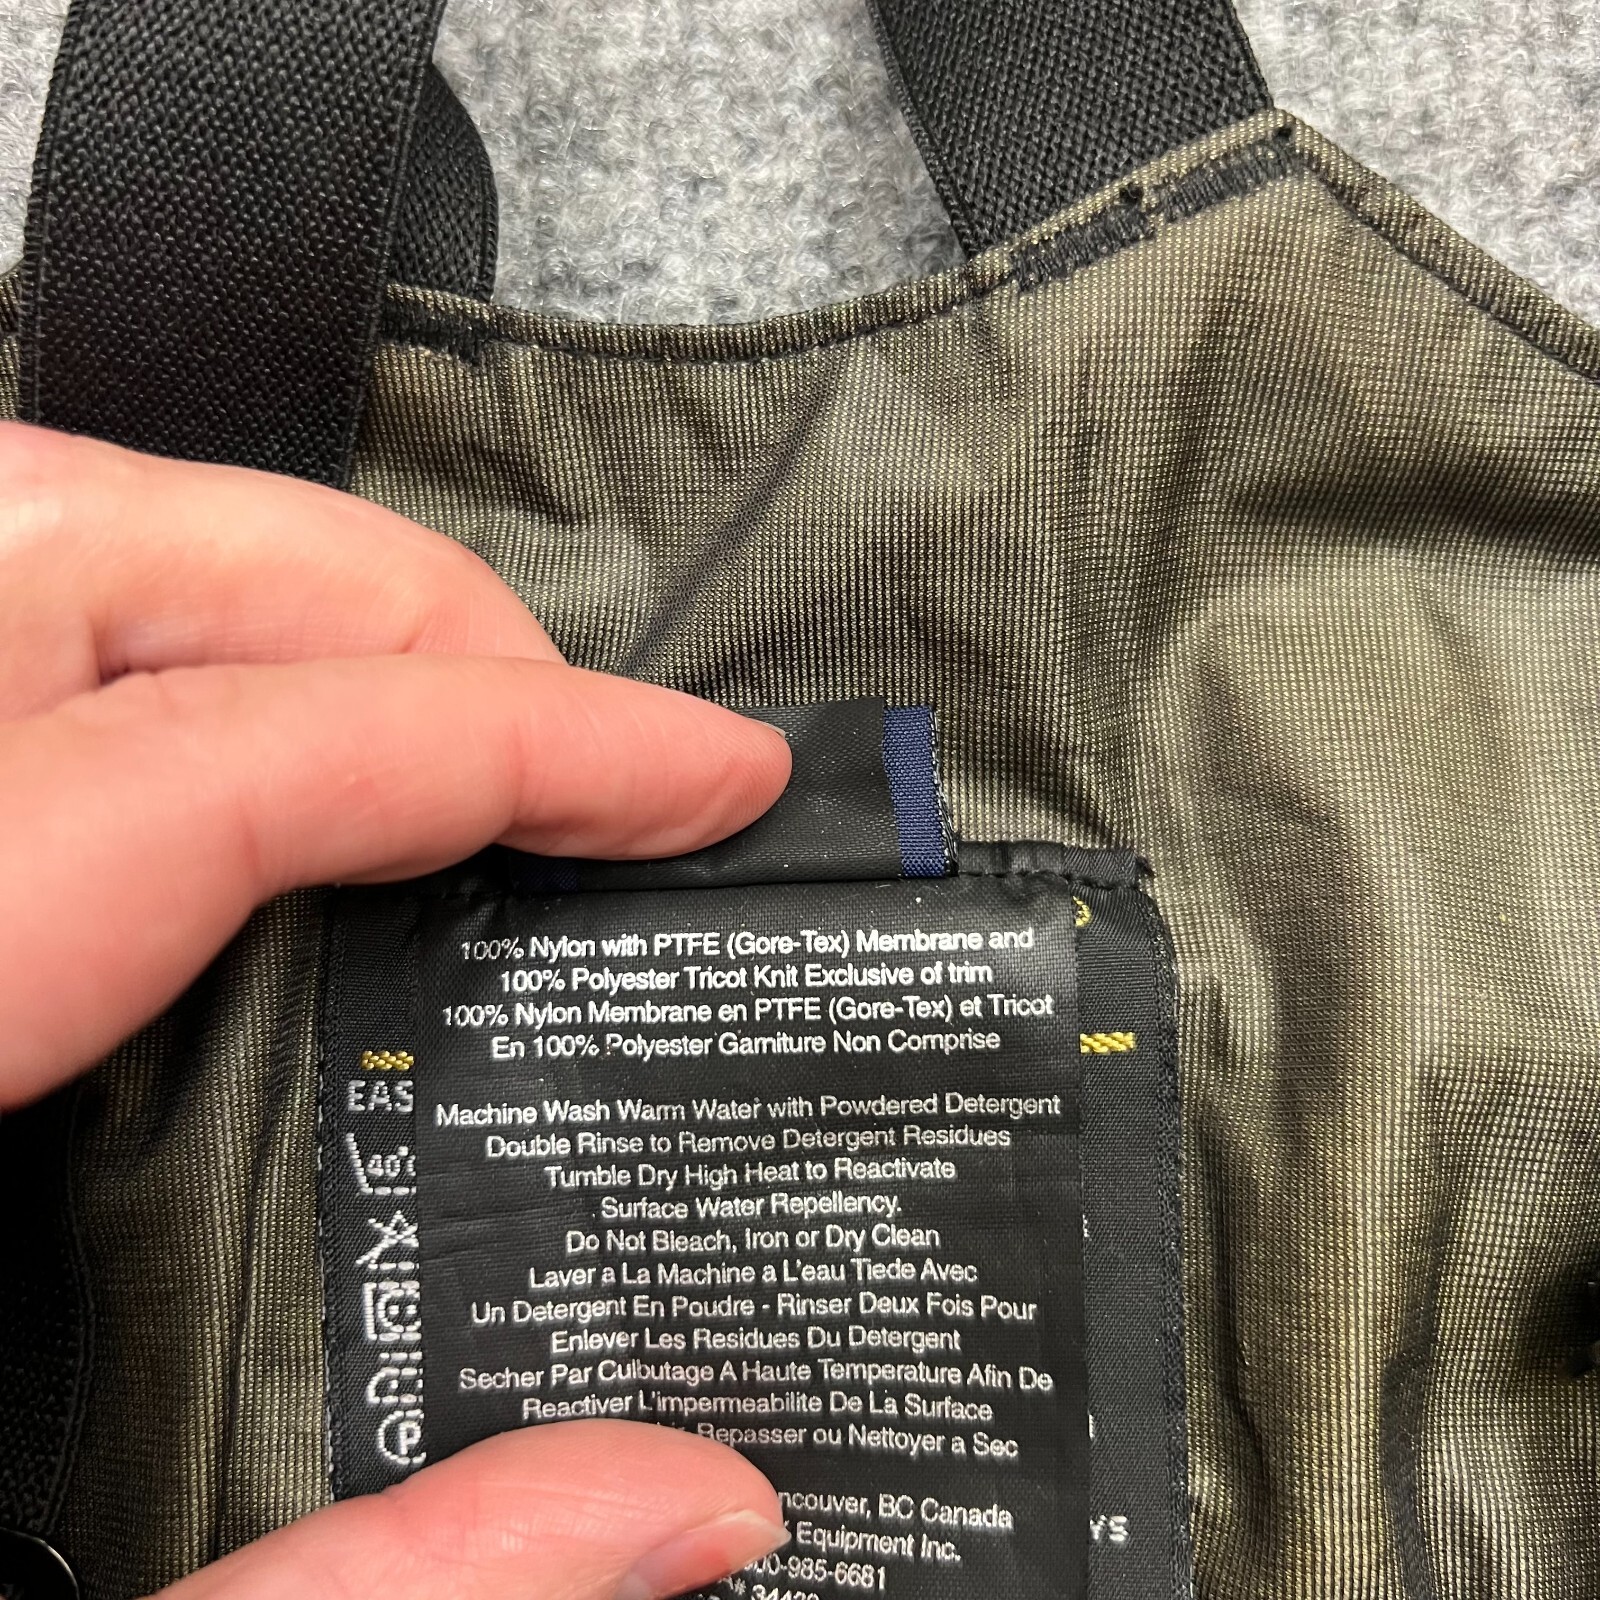 100% Nylon with PTFE (Gore-Tex) Membrane and
100% Polyester Tricot Knit Exclusive of trim
100% Nylon Membrane en PTFE (Gore-Tex) et Tricot
En 100% Polyester Garniture Non Comprise
EAS
Machine Wash Warm Water with Powdered Detergent
Double Rinse to Remove Detergent Residues
40°
Tumble Dry High Heat to Reactivate
Surface Water Repellency.
Do Not Bleach, Iron or Dry Clean
Laver a La Machine a L'eau Tiede Avec
Un Detergent En Poudre - Rinser Deux Fois Pour
Enlever Les Residues Du Detergent
Secher Par Culbutage A Haute Temperature Afin De
Reactiver L'impermeabilite De La Surface
P
Repasser ou Nettoyer a Sec
ncouver, BC Canada
YS
Equipment Inc.
00-985-6681
A# 34429